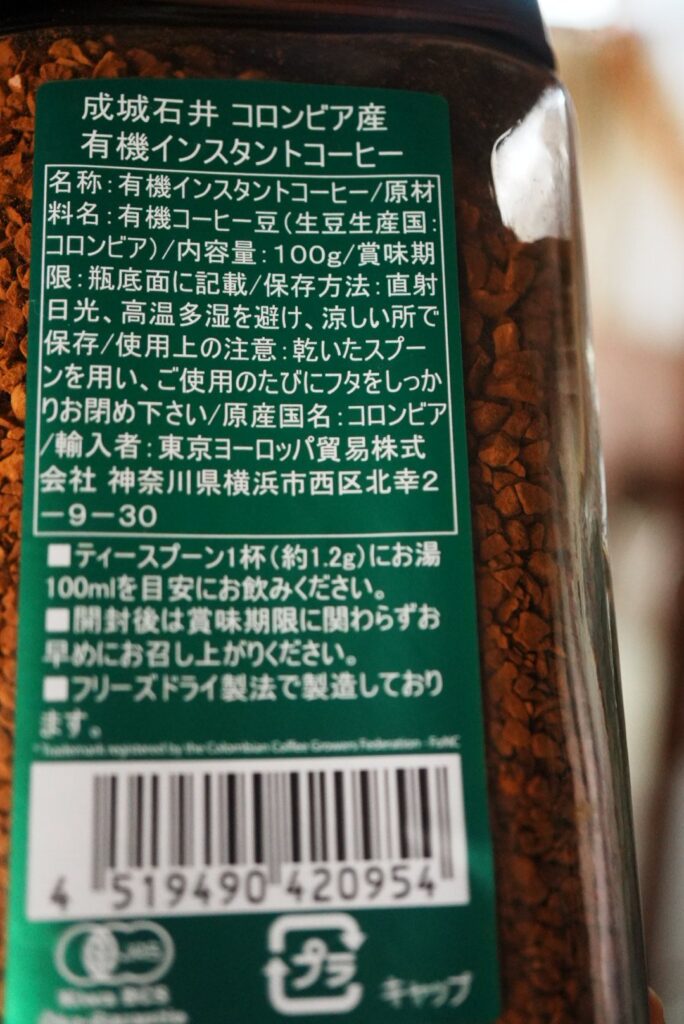 成城石井 コロンビア産
有機インスタントコーヒー
名称:有機インスタントコーヒー/原材
料名:有機コーヒー豆(生豆生産国:
コロンビア)/内容量:100g/賞味期
限:瓶底面に記載/保存方法:直射
日光、高温多湿を避け、涼しい所で
保存/使用上の注意:乾いたスプー
ンを用い、ご使用のたびにフタをしっか
りお閉め下さい/原産国名:コロンビア
/輸入者:東京ヨーロッパ貿易株式
会社 神奈川県横浜市西区北幸2
-9-30
■ティースプーン1杯(約1.2g)にお湯
100mlを目安にお飲みください。
■開封後は賞味期限に関わらずお
早めにお召し上がりください。
■フリーズドライ製法で製造しており
ます。
*Trademark registered by the Colombian Coffee Growers Federation - FoNC
4 519490 420954
JAS
プラ
キャップ